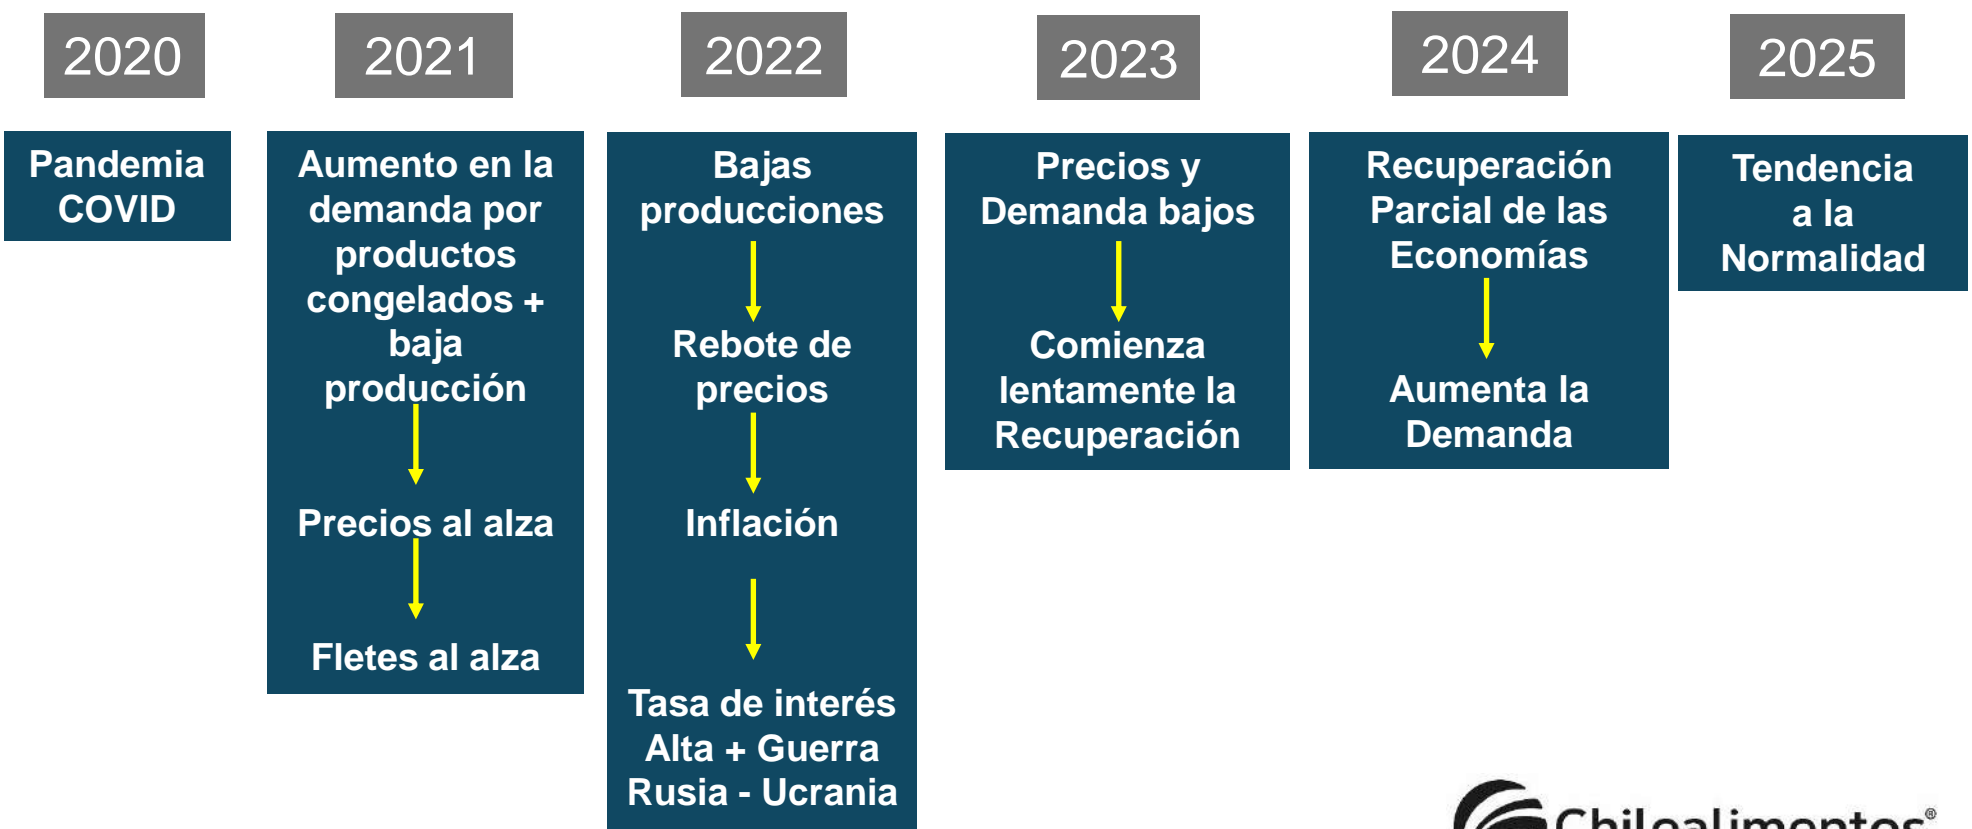 2020
2021
2022
2023
2024
2025
Pandemia
COVID
Aumento en la
demanda por
productos
congelados +
baja
producción
Precios al alza
Fletes al alza
Bajas
producciones
Rebote de
precios
Inflación
Tasa de interés
Alta + Guerra
Rusia - Ucrania
Precios y
Demanda bajos
Comienza
lentamente la
Recuperación
Recuperación
Parcial de las
Economías
Aumenta la
Demanda
Tendencia
a la
Normalidad
Chilealimentos®